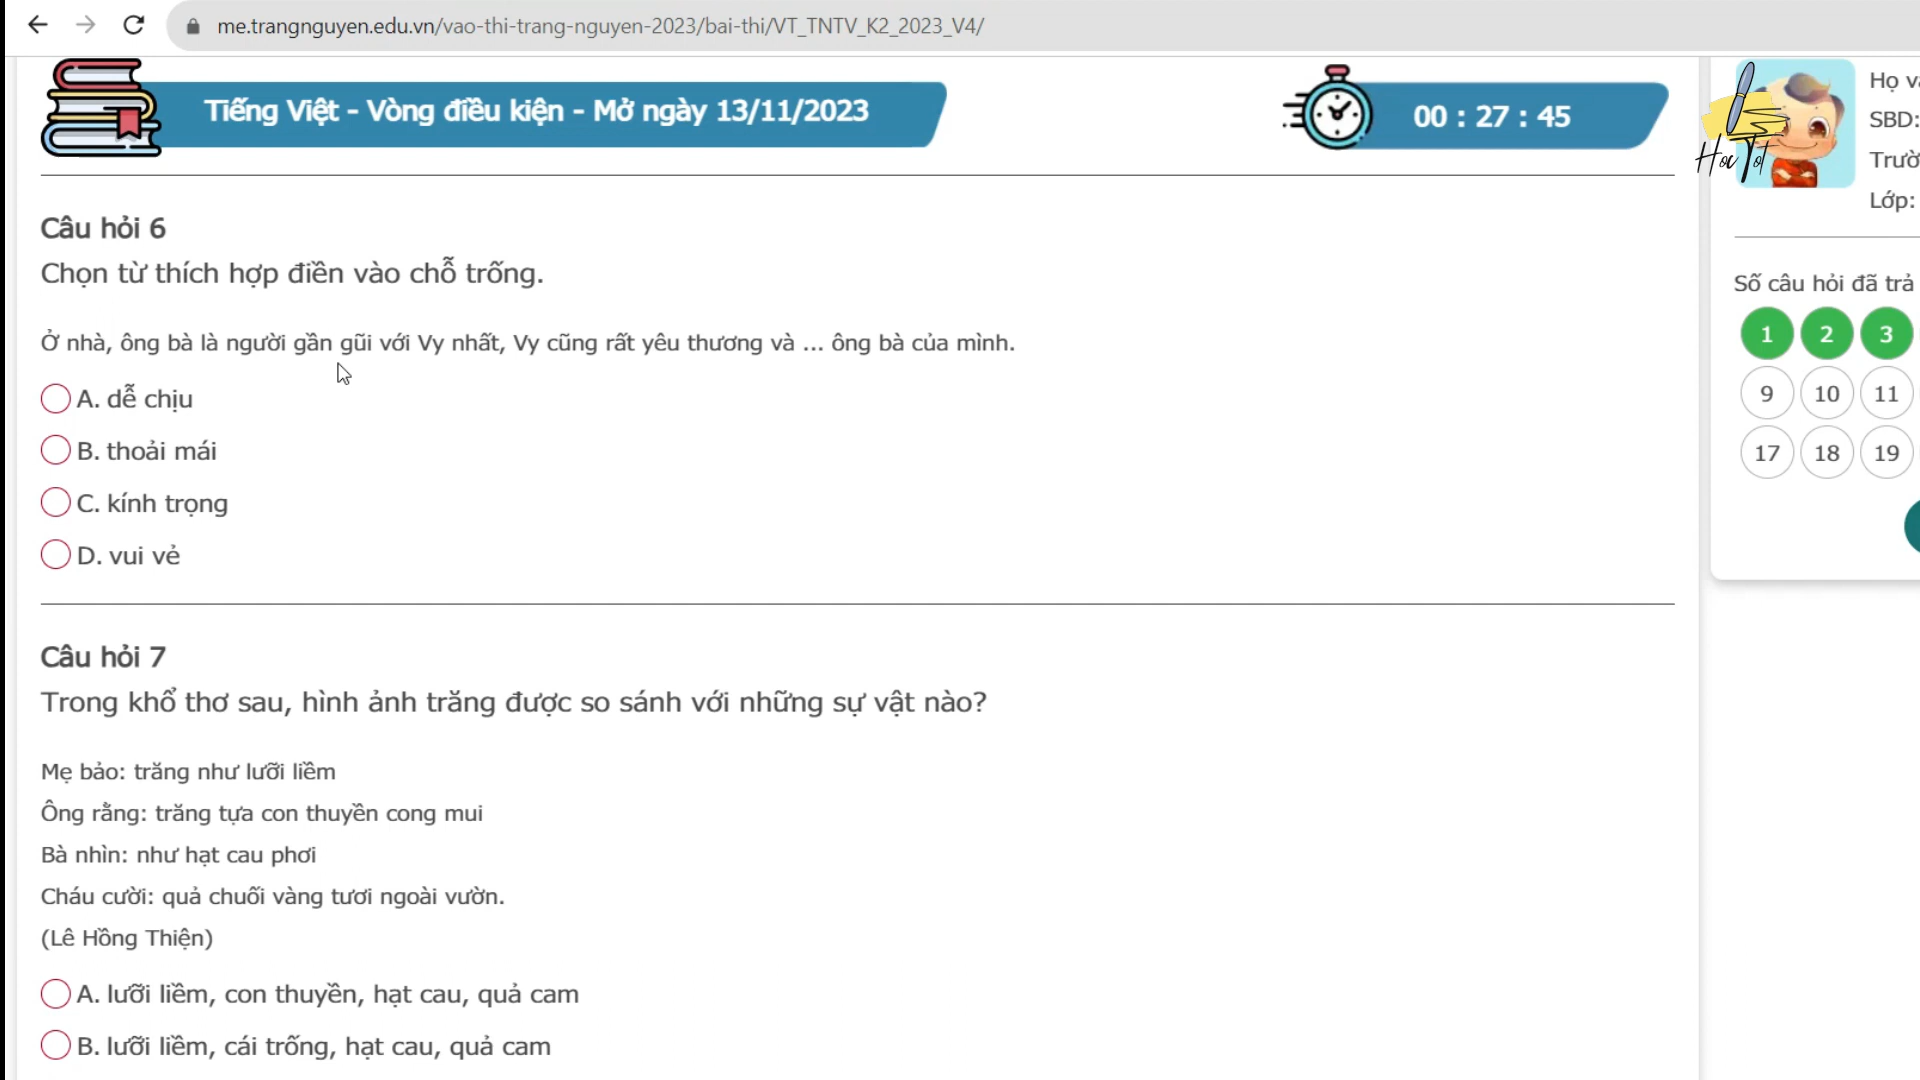 me.trangnguyen.edu.vn/vao-thi-trang-nguyen-2023/bai-thi/VT_TNTV_K2_2023_V4/
Tiếng Việt - Vòng điều kiện - Mở ngày 13/11/2023
00 : 27 : 45
Câu hỏi 6
Chọn từ thích hợp điền vào chỗ trống.
Ở nhà, ông bà là người gần gũi với Vy nhất, Vy cũng rất yêu thương và ... ông bà của mình.
A. dễ chịu
B. thoải mái
C. kính trọng
D. vui vẻ
Câu hỏi 7
Trong khổ thơ sau, hình ảnh trăng được so sánh với những sự vật nào?
Mẹ bảo: trăng như lưỡi liềm
Ông rằng: trăng tựa con thuyền cong mui
Bà nhìn: như hạt cau phơi
Cháu cười: quả chuối vàng tươi ngoài vườn.
(Lê Hồng Thiện)
A. lưỡi liềm, con thuyền, hạt cau, quả cam
B. lưỡi liềm, cái trống, hạt cau, quả cam
Học Tốt
Họ
SBD:
Lớp:
Số câu hỏi đã trả
1 2 3
9 10 11
17 18 19